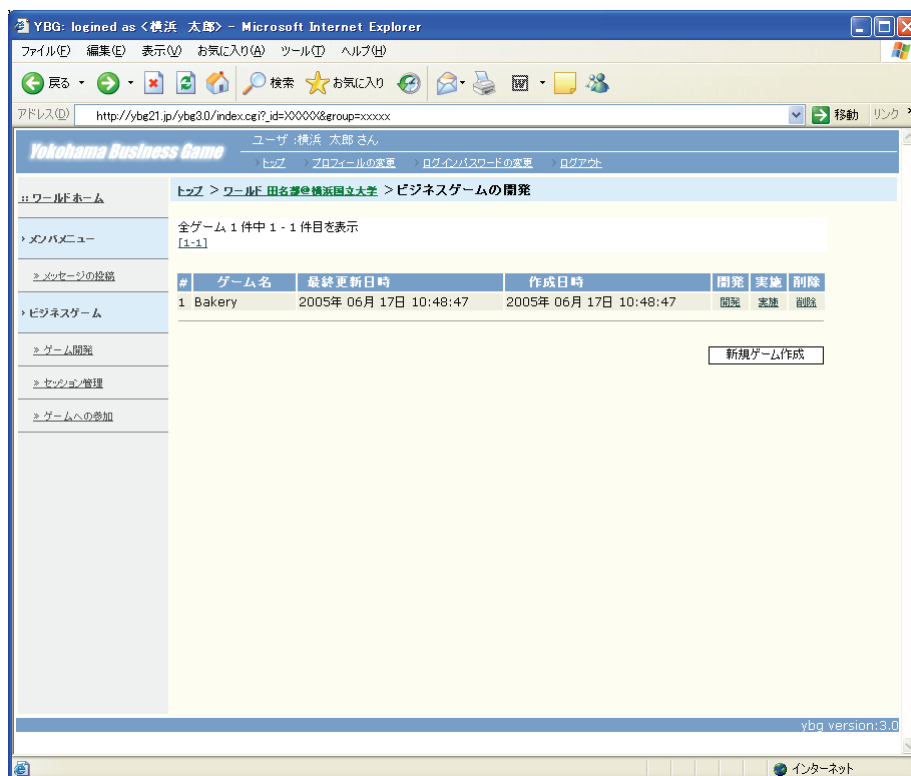 YBG: logined as <横浜 太郎> - Microsoft Internet Explorer
ファイル(F) 編集(E) 表示(V) お気に入り(A) ツール(T) ヘルプ(H)
戻る 検索 お気に入り
アドレス(D) http://ybg21.jp/ybg3.0/index.cgi?_id=XXXXX&group=xxxxx 移動 リンク
Yokohama Business Game
ユーザ :横浜 太郎 さん
› トップ › プロフィールの変更 › ログインパスワードの変更 › ログアウト
:: ワールドホーム
› メンバメニュー
» メッセージの投稿
› ビジネスゲーム
» ゲーム開発
» セッション管理
» ゲームへの参加
トップ > ワールド 田名部@横浜国立大学 > ビジネスゲームの開発
全ゲーム 1 件中 1 - 1 件目を表示
[1-1]
# ゲーム名 最終更新日時 作成日時 開発 実施 削除
1 Bakery 2005年 06月 17日 10:48:47 2005年 06月 17日 10:48:47 開発 実施 削除
新規ゲーム作成
ybg version:3.0
インターネット